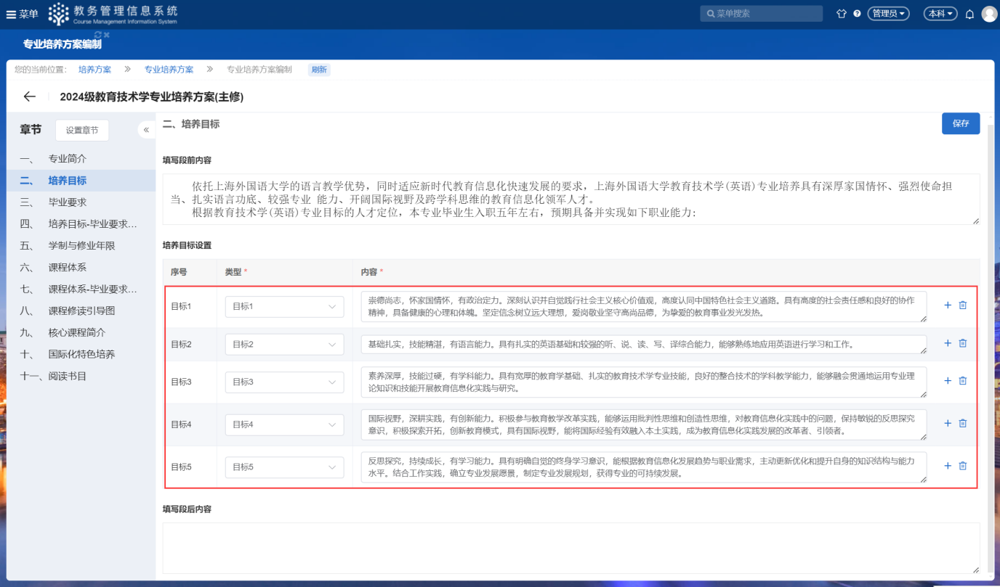 菜单
教务管理信息系统
Course Management Information System
菜单搜索
管理员
本科
专业培养方案编制
您的当前位置: 培养方案 » 专业培养方案 » 专业培养方案编制 刷新
2024级教育技术学专业培养方案(主修)
章节
设置章节
«
一、 专业简介
二、 培养目标
三、 毕业要求
四、 培养目标-毕业要求...
五、 学制与修业年限
六、 课程体系
七、 课程体系-毕业要求...
八、 课程修读引导图
九、 核心课程简介
十、 国际化特色培养
十一、 阅读书目
二、培养目标
保存
填写段前内容
依托上海外国语大学的语言教学优势，同时适应新时代教育信息化快速发展的要求，上海外国语大学教育技术学(英语)专业培养具有深厚家国情怀、强烈使命担
当、扎实语言功底、较强专业 能力、开阔国际视野及跨学科思维的教育信息化领军人才。
根据教育技术学(英语)专业目标的人才定位，本专业毕业生入职五年左右，预期具备并实现如下职业能力：
培养目标设置
序号 类型 * 内容 *
目标1 目标1
崇德尚志，怀家国情怀，有政治定力。深刻认识并自觉践行社会主义核心价值观，高度认同中国特色社会主义道路。具有高度的社会责任感和良好的协作
精神，具备健康的心理和体魄。坚定信念树立远大理想，爱岗敬业坚守高尚品德，为挚爱的教育事业发光发热。
目标2 目标2
基础扎实，技能精湛，有语言能力。具有扎实的英语基础和较强的听、说、读、写、译综合能力，能够熟练地应用英语进行学习和工作。
目标3 目标3
素养深厚，技能过硬，有学科能力。具有宽厚的教育学基础、扎实的教育技术学专业技能，良好的整合技术的学科教学能力，能够融会贯通地运用专业理
论知识和技能开展教育信息化实践与研究。
目标4 目标4
国际视野，深耕实践，有创新能力。积极参与教育教学改革实践，能够运用批判性思维和创造性思维，对教育信息化实践中的问题，保持敏锐的反思探究
意识，积极探索开拓，创新教育模式，具有国际视野，能将国际经验有效融入本土实践，成为教育信息化实践发展的改革者、引领者。
目标5 目标5
反思探究，持续成长，有学习能力。具有明确自觉的终身学习意识，能根据教育信息化发展趋势与职业需求，主动更新优化和提升自身的知识结构与能力
水平。结合工作实践，确立专业发展愿景，制定专业发展规划，获得专业的可持续发展。
填写段后内容